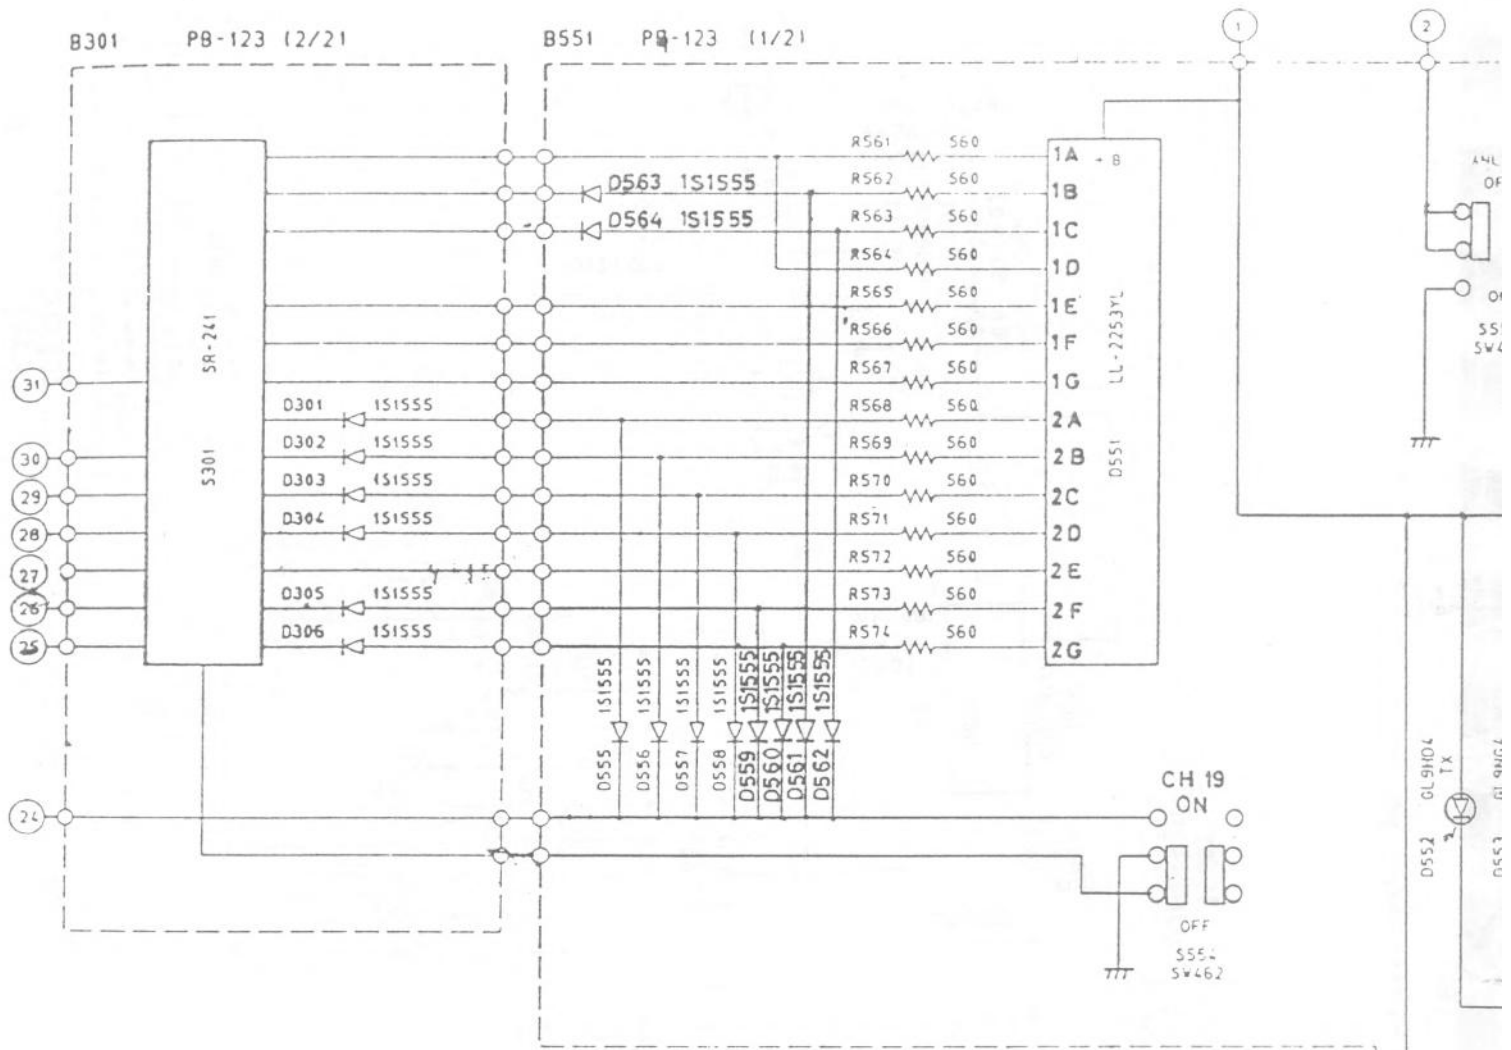 B301 PB-123 (2/2)
B551 PB-123 (1/2)
1
2
R561 560 1A +B
D563 1S1555 R562 560 1B
D564 1S1555 R563 560 1C
R564 560 1D
R565 560 1E
R566 560 1F
31 R567 560 1G
D301 1S1555 R568 560 2A
30 D302 1S1555 R569 560 2B
29 D303 1S1555 R570 560 2C
28 D304 1S1555 R571 560 2D
27 R572 560 2E
26 D305 1S1555 R573 560 2F
25 D306 1S1555 R574 560 2G
SR-241
S301
LL-2253YL
D551
1S1555 1S1555 1S1555 1S1555 1S1555 1S1555 1S1555 1S1555
D555 D556 D557 D558 D559 D560 D561 D562
24
CH 19
ON
OFF
SW462
D552 GL9HD4
TX
D553